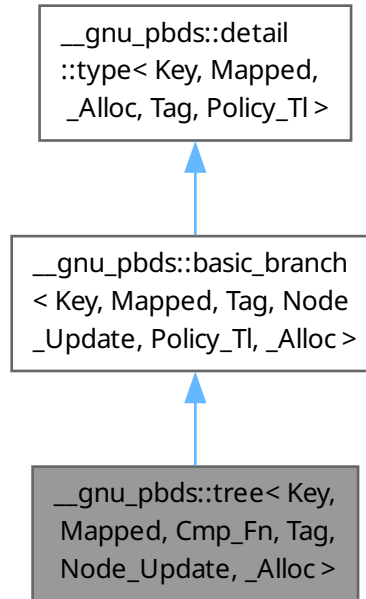 __gnu_pbds::detail
::type< Key, Mapped,
_Alloc, Tag, Policy_Tl >
__gnu_pbds::basic_branch
< Key, Mapped, Tag, Node
_Update, Policy_Tl, _Alloc >
__gnu_pbds::tree< Key,
Mapped, Cmp_Fn, Tag,
Node_Update, _Alloc >